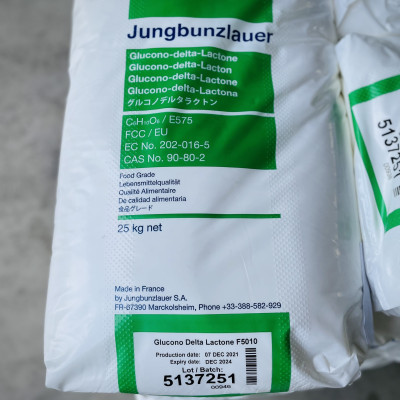 Jungbunzlauer
Glucono-delta-Lactone
Glucono-delta-Lacton
Glucono-delta-Lactone
Glucono-delta-Lactona
グルコノデルタラクトン
C₆H₁₀O₆ / E575
FCC / EU
EC No. 202-016-5
CAS No. 90-80-2
Food Grade
Lebensmittelqualität
Qualité Alimentaire
De calidad alimentaria
食品グレード
25 kg net
Made in France
by Jungbunzlauer S.A.
FR-67390 Marckolsheim, Phone +33-388-582-929
Glucono Delta Lactone F5010
Production date: 07 DEC 2021
Expiry date: DEC 2024
Lot / Batch:
5137251
00946
5137251